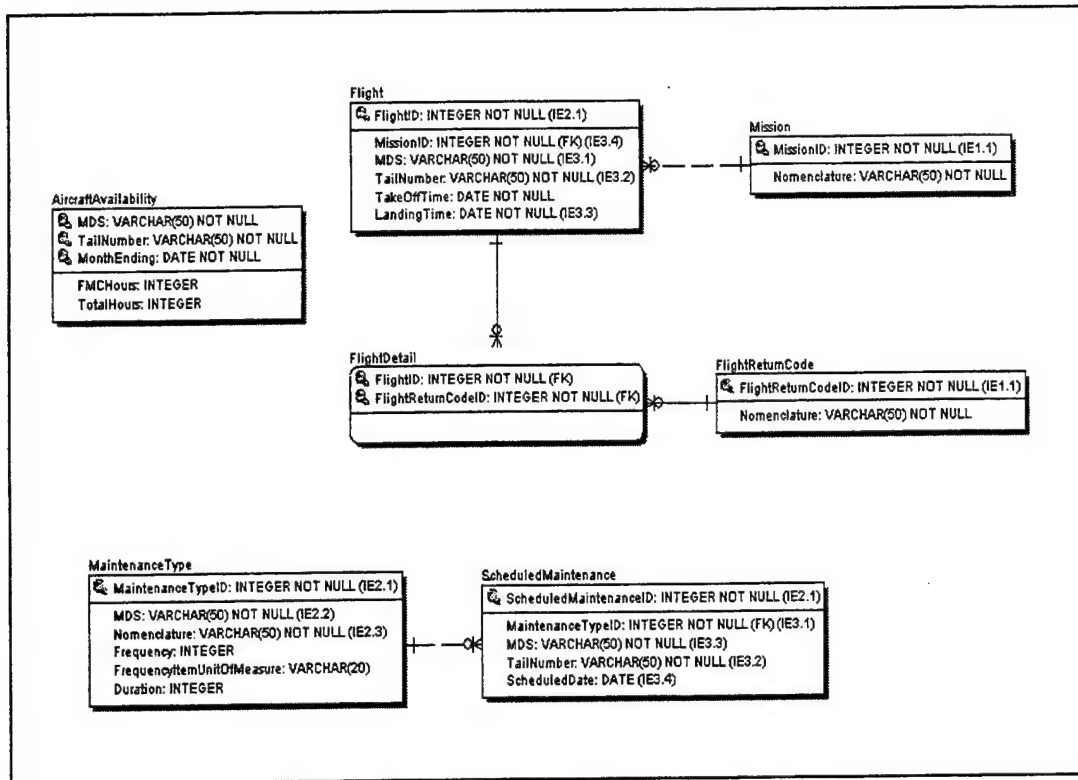 Flight
FlightID: INTEGER NOT NULL (IE2.1)
MissionID: INTEGER NOT NULL (FK) (IE3.4)
MDS: VARCHAR(50) NOT NULL (IE3.1)
TailNumber: VARCHAR(50) NOT NULL (IE3.2)
TakeOffTime: DATE NOT NULL
LandingTime: DATE NOT NULL (IE3.3)
Mission
MissionID: INTEGER NOT NULL (IE1.1)
Nomenclature: VARCHAR(50) NOT NULL
AircraftAvailability
MDS: VARCHAR(50) NOT NULL
TailNumber: VARCHAR(50) NOT NULL
MonthEnding: DATE NOT NULL
FMCHours: INTEGER
TotalHours: INTEGER
FlightDetail
FlightID: INTEGER NOT NULL (FK)
FlightReturnCodeID: INTEGER NOT NULL (FK)
FlightReturnCode
FlightReturnCodeID: INTEGER NOT NULL (IE1.1)
Nomenclature: VARCHAR(50) NOT NULL
MaintenanceType
MaintenanceTypeID: INTEGER NOT NULL (IE2.1)
MDS: VARCHAR(50) NOT NULL (IE2.2)
Nomenclature: VARCHAR(50) NOT NULL (IE2.3)
Frequency: INTEGER
FrequencyItemUnitOfMeasure: VARCHAR(20)
Duration: INTEGER
ScheduledMaintenance
ScheduledMaintenanceID: INTEGER NOT NULL (IE2.1)
MaintenanceTypeID: INTEGER NOT NULL (FK) (IE3.1)
MDS: VARCHAR(50) NOT NULL (IE3.3)
TailNumber: VARCHAR(50) NOT NULL (IE3.2)
ScheduledDate: DATE (IE3.4)